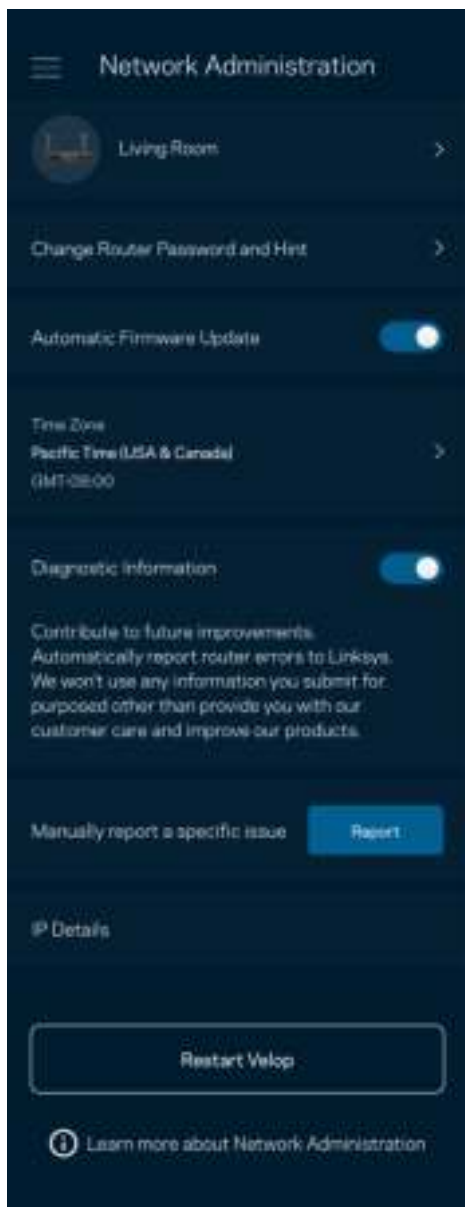 Network Administration
Living Room
Change Router Password and Hint
Automatic Firmware Update
Time Zone
Pacific Time (USA & Canada)
GMT-08:00
Diagnostic Information
Contribute to future improvements.
Automatically report router errors to Linksys.
We won't use any information you submit for
purposed other than provide you with our
customer care and improve our products.
Manually report a specific issue
Report
IP Details
Restart Velop
Learn more about Network Administration